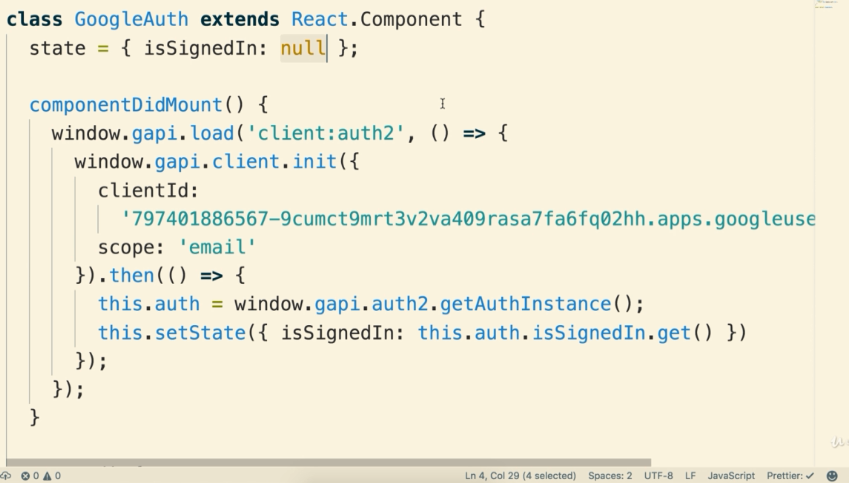 class GoogleAuth extends React.Component {
state = { isSignedIn: null };
componentDidMount() {
window.gapi.load('client:auth2', () => {
window.gapi.client.init({
clientId:
'797401886567-9cumct9mrt3v2va409rasa7fa6fq02hh.apps.googleuse
scope: 'email'
}).then(() => {
this.auth = window.gapi.auth2.getAuthInstance();
this.setState({ isSignedIn: this.auth.isSignedIn.get() })
});
});
}
0 0 Ln 4, Col 29 (4 selected) Spaces: 2 UTF-8 LF JavaScript Prettier: ✓